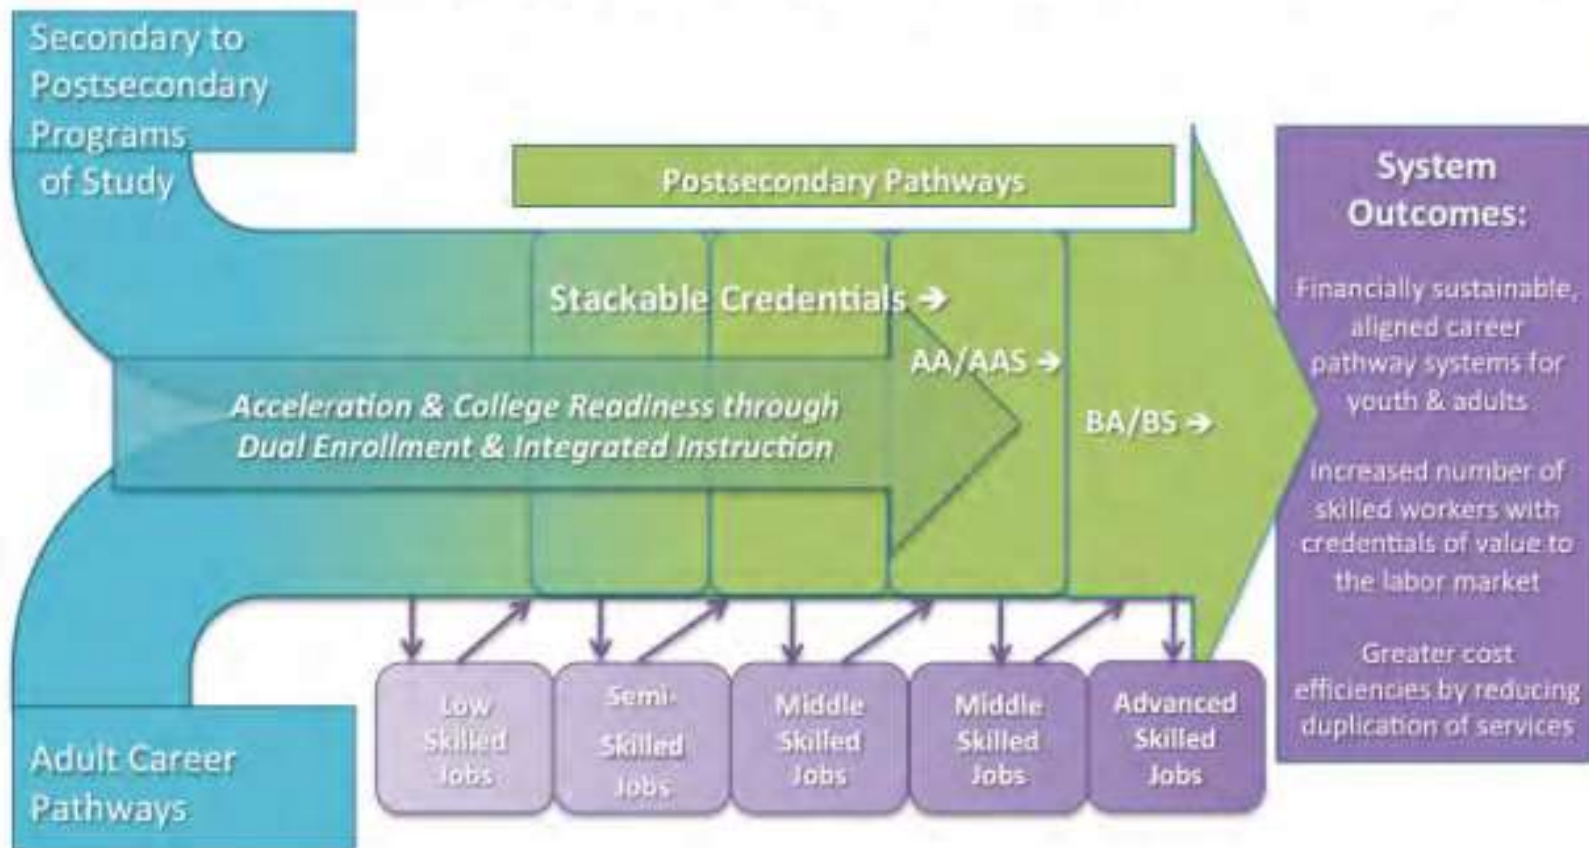 Secondary to
Postsecondary
Programs
of Study
Postsecondary Pathways
Stackable Credentials →
AA/AAS →
BA/BS →
Acceleration & College Readiness through
Dual Enrollment & Integrated Instruction
Adult Career
Pathways
Low
Skilled
Jobs
Semi-
Skilled
Jobs
Middle
Skilled
Jobs
Middle
Skilled
Jobs
Advanced
Skilled
Jobs
System
Outcomes:
Financially sustainable,
aligned career
pathway systems for
youth & adults
Increased number of
skilled workers with
credentials of value to
the labor market
Greater cost
efficiencies by reducing
duplication of services